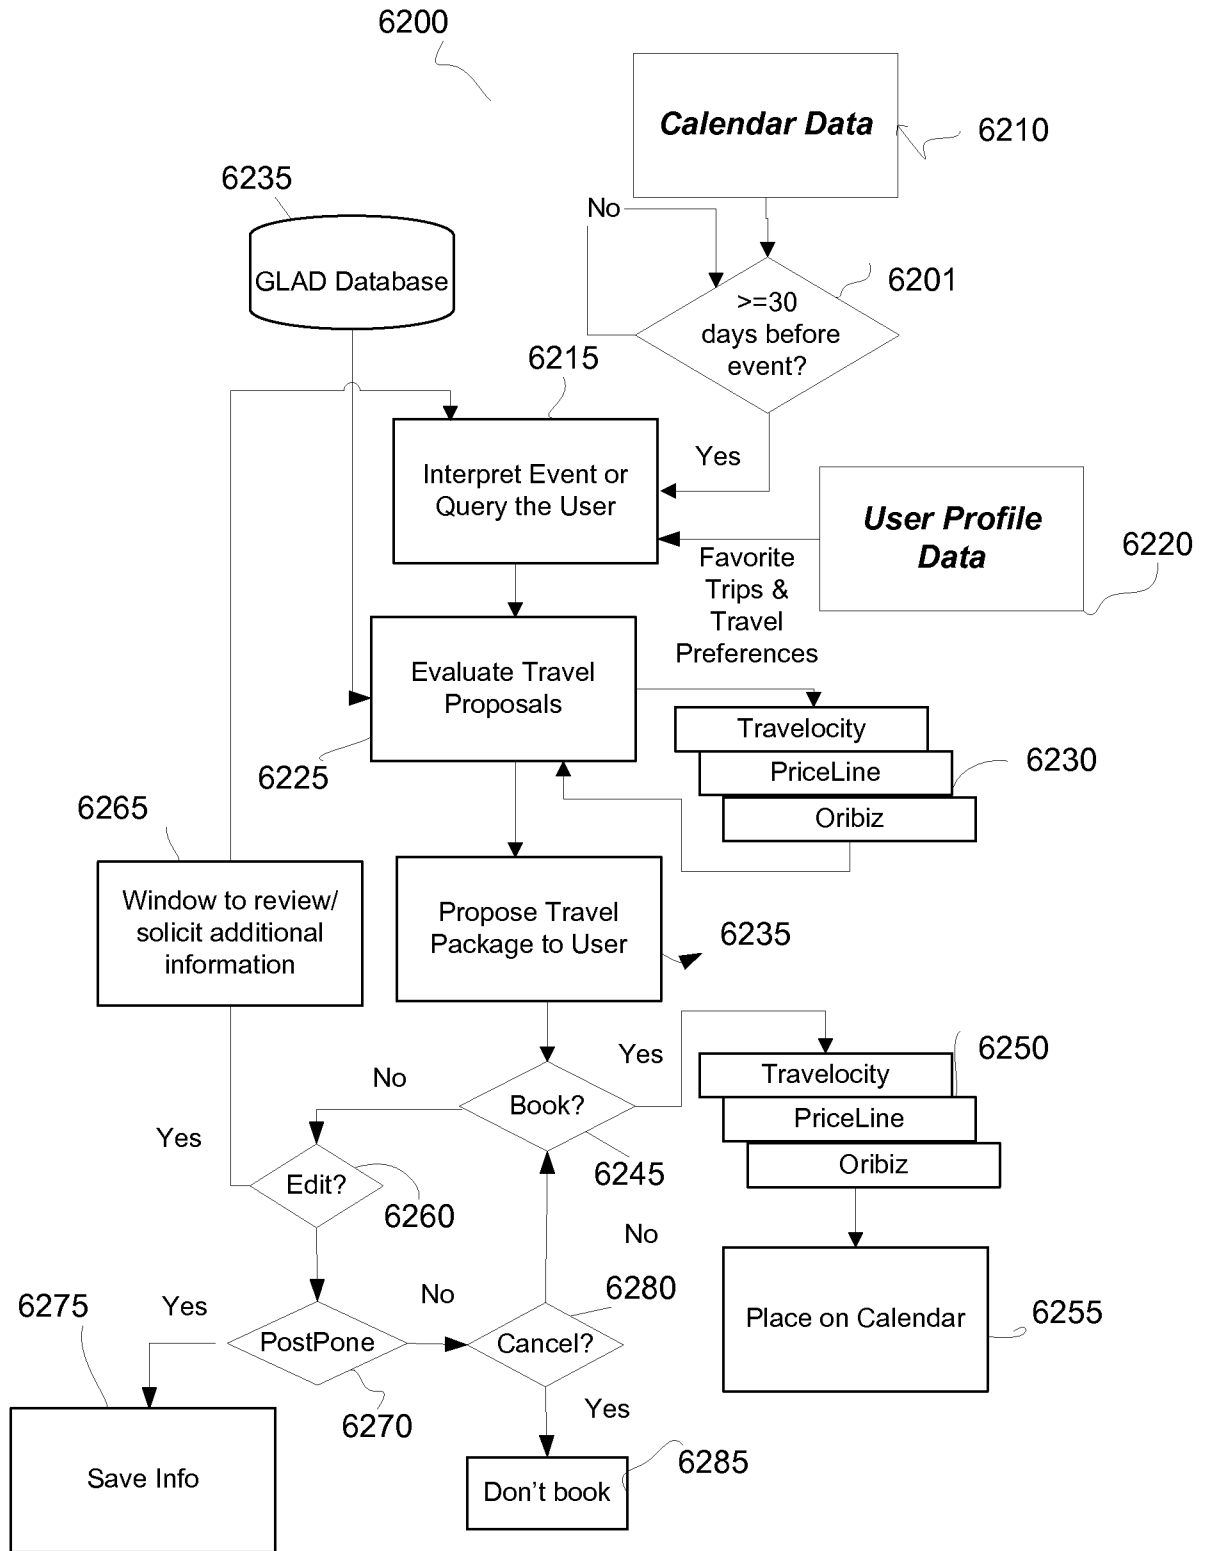 6200
Calendar Data
6210
6235
No
GLAD Database
6201
>=30
days before
event?
6215
Yes
Interpret Event or
Query the User
User Profile
Data
6220
Favorite
Trips &
Travel
Preferences
Evaluate Travel
Proposals
Travelocity
PriceLine
Oribiz
6230
6225
6265
Window to review/
solicit additional
information
Propose Travel
Package to User
6235
Yes
6250
No
Book?
Travelocity
PriceLine
Oribiz
Yes
6245
Edit?
6260
No
6280
No
6275
Yes
PostPone
Cancel?
Place on Calendar
6255
6270
Yes
Save Info
Don't book
6285